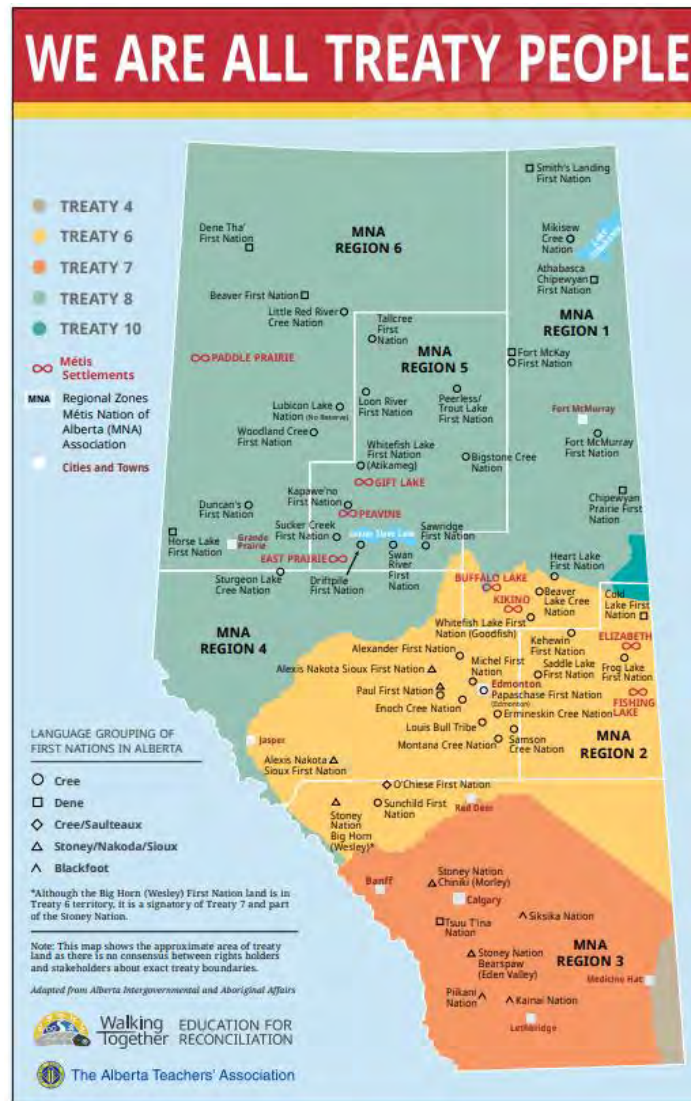 WE ARE ALL TREATY PEOPLE
TREATY 4
TREATY 6
TREATY 7
TREATY 8
TREATY 10
Métis
Settlements
MNA
Regional Zones
Métis Nation of
Alberta (MNA)
Association
Cities and Towns
Smith's Landing
First Nation
Dene Tha'
First Nation
MNA
REGION 6
Mikisew
Cree
Nation
Athabasca
Chipewyan
First Nation
Beaver First Nation
Little Red River
Cree Nation
Tallcree
First
Nation
MNA
REGION 1
MNA
REGION 5
Fort McKay
First Nation
PADDLE PRAIRIE
Loon River
First Nation
Peerless/
Trout Lake
First Nation
Lubicon Lake
Nation (No Reserve)
Fort McMurray
Fort McMurray
First Nation
Woodland Cree
First Nation
Whitefish Lake
First Nation
(Atikameg)
Bigstone Cree
Nation
GIFT LAKE
Kapawe'no
First Nation
Chipewyan
Prairie First
Nation
Duncan's
First Nation
PEAVINE
Sucker Creek
First Nation
Sawridge
First Nation
Horse Lake
First Nation
Grande
Prairie
EAST PRAIRIE
Swan
River
First
Nation
Driftpile
First Nation
Sturgeon Lake
Cree Nation
Heart Lake
First Nation
BUFFALO LAKE
KIKINO
Beaver
Lake Cree
Nation
Cold
Lake First
Nation
Whitefish Lake First
Nation (Goodfish)
MNA
REGION 4
Kehewin
First Nation
ELIZABETH
Alexander First Nation
Michel First
Nation
Saddle Lake
First Nation
Frog Lake
First Nation
Alexis Nakota Sioux First Nation
Paul First Nation
Edmonton
Papaschase First Nation
(Edmonton)
FISHING
LAKE
Enoch Cree Nation
Ermineskin Cree Nation
Louis Bull Tribe
Montana Cree Nation
Samson
Cree Nation
MNA
REGION 2
Jasper
Alexis Nakota
Sioux First Nation
O'Chiese First Nation
Stoney
Nation
Big Horn
(Wesley)*
Sunchild First
Nation
Red Deer
LANGUAGE GROUPING OF
FIRST NATIONS IN ALBERTA
Cree
Dene
Cree/Saulteaux
Stoney/Nakoda/Sioux
Blackfoot
Banff
Stoney Nation
Chiniki (Morley)
Calgary
Tsuu T'ina
Nation
Siksika Nation
Stoney Nation
Bearspaw
(Eden Valley)
MNA
REGION 3
Medicine Hat
Piikani
Nation
Kainai Nation
Lethbridge
*Although the Big Horn (Wesley) First Nation land is in
Treaty 6 territory, it is a signatory of Treaty 7 and part
of the Stoney Nation.
Note: This map shows the approximate area of treaty
land as there is no consensus between rights holders
and stakeholders about exact treaty boundaries.
Adapted from Alberta Intergovernmental and Aboriginal Affairs
Walking
Together
EDUCATION FOR
RECONCILIATION
The Alberta Teachers' Association